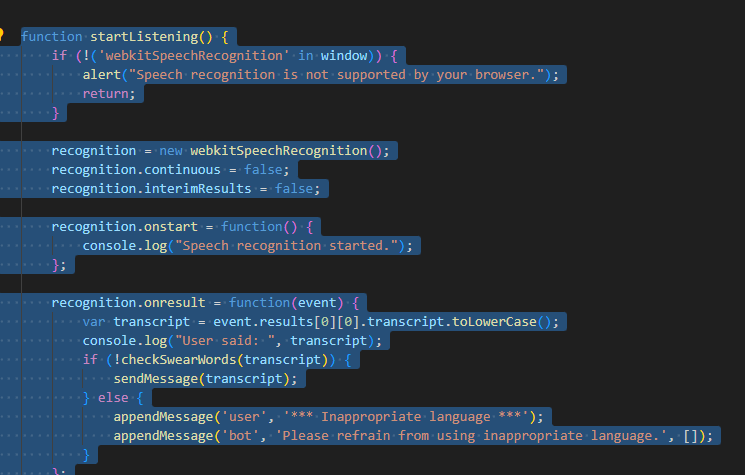 function startListening() {
if (!('webkitSpeechRecognition' in window)) {
alert("Speech recognition is not supported by your browser.");
return;
}
recognition = new webkitSpeechRecognition();
recognition.continuous = false;
recognition.interimResults = false;
recognition.onstart = function() {
console.log("Speech recognition started.");
};
recognition.onresult = function(event) {
var transcript = event.results[0][0].transcript.toLowerCase();
console.log("User said: ", transcript);
if (!checkSwearWords(transcript)) {
sendMessage(transcript);
} else {
appendMessage('user', '*** Inappropriate language ***');
appendMessage('bot', 'Please refrain from using inappropriate language.', []);
}
};